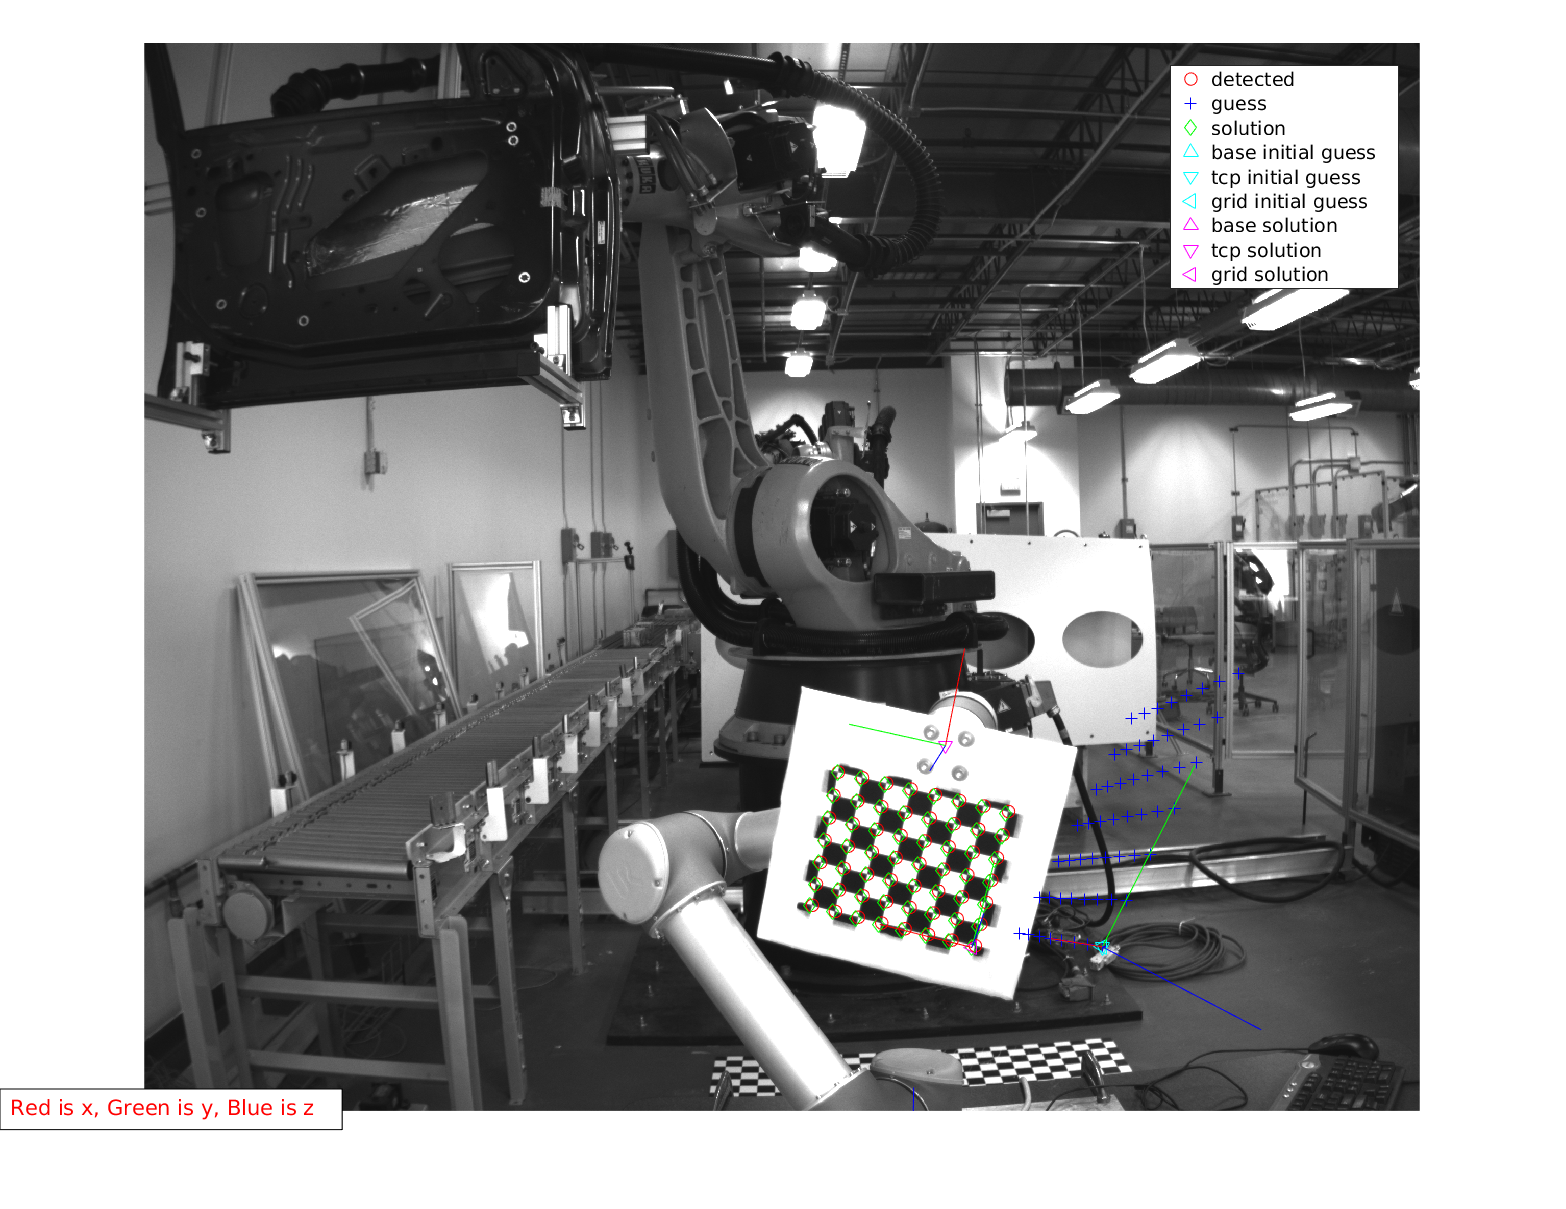 detected
guess
solution
base initial guess
tcp initial guess
grid initial guess
base solution
tcp solution
grid solution
Red is x, Green is y, Blue is z